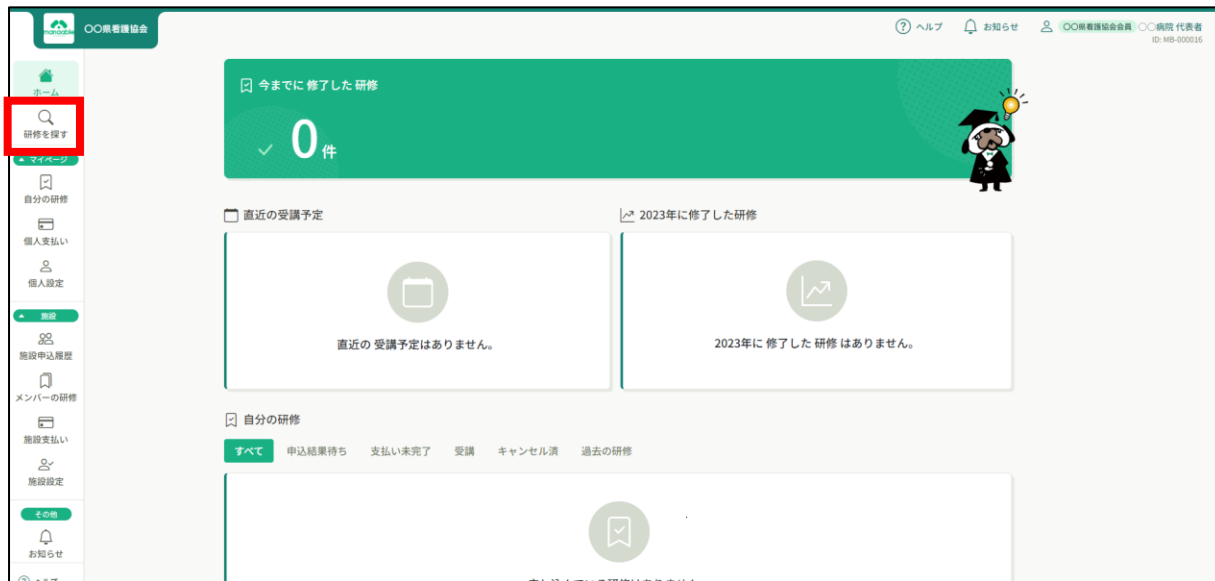 manaable
〇〇県看護協会
ヘルプ
お知らせ
〇〇県看護協会会員
〇〇病院 代表者
ID: MB-000016
ホーム
研修を探す
マイページ
自分の研修
個人支払い
個人設定
施設
施設申込履歴
メンバーの研修
施設支払い
施設設定
その他
お知らせ
ヘルプ
今までに 修了した 研修
0 件
直近の受講予定
直近の 受講予定はありません。
2023年に修了した研修
2023年に 修了した 研修 はありません。
自分の研修
すべて 申込結果待ち 支払い未完了 受講 キャンセル済 過去の研修